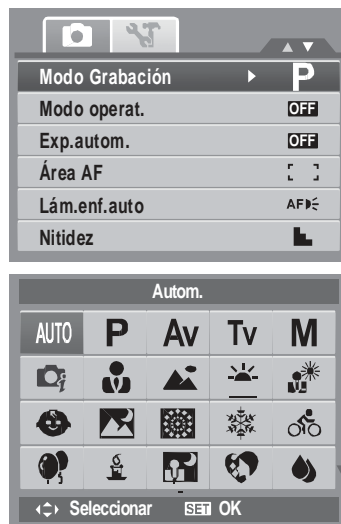 Modo Grabación P
Modo operat. OFF
Exp.autom. OFF
Área AF
Lám.enf.auto AF
Nitidez
Autom.
AUTO P Av Tv M
Seleccionar SET OK